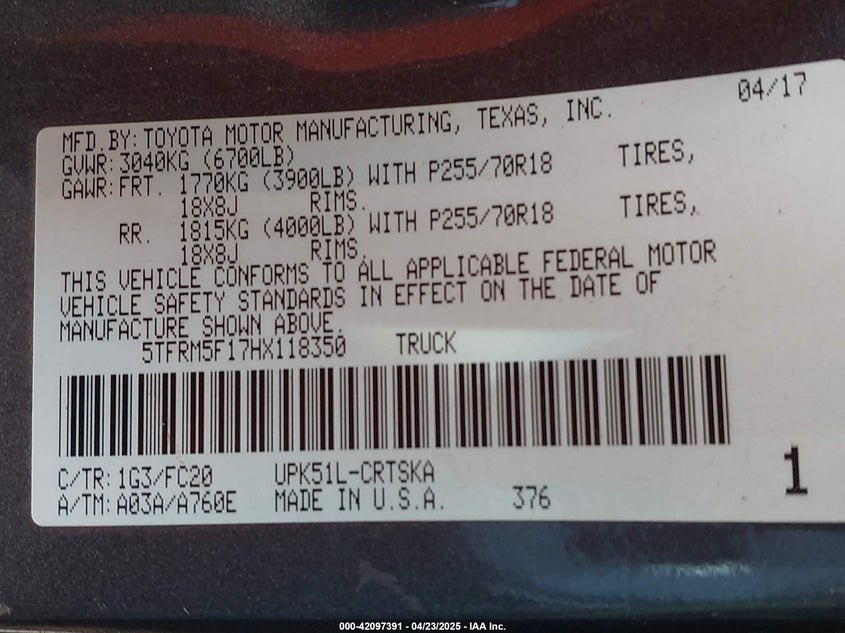 04/17
MFD.BY:TOYOTA MOTOR MANUFACTURING, TEXAS, INC.
GVWR:3040KG (6700LB)
GAWR:FRT. 1770KG (3900LB) WITH P255/70R18 TIRES,
18X8J RIMS.
RR. 1815KG (4000LB) WITH P255/70R18 TIRES,
18X8J RIMS.
THIS VEHICLE CONFORMS TO ALL APPLICABLE FEDERAL MOTOR
VEHICLE SAFETY STANDARDS IN EFFECT ON THE DATE OF
MANUFACTURE SHOWN ABOVE.
5TFRM5F17HX118350 TRUCK
C/TR:1G3/FC20 UPK51L-CRTSKA
A/TM:A03A/A760E MADE IN U.S.A. 376
1
000-42097391 - 04/23/2025 - IAA Inc.